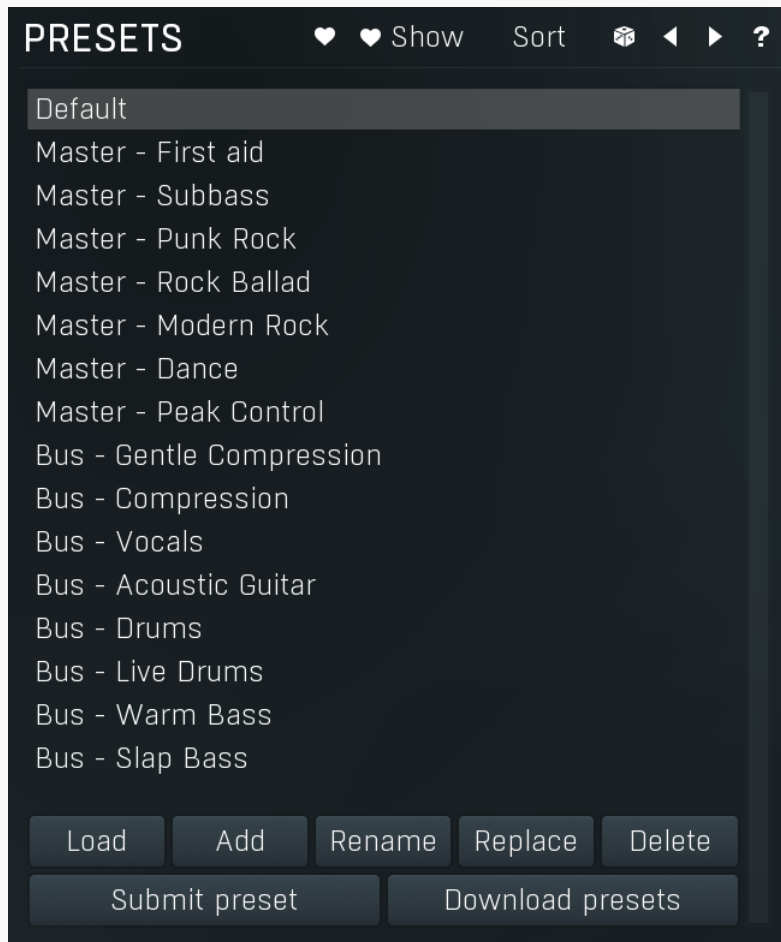 PRESETS Show Sort ?
Default
Master - First aid
Master - Subbass
Master - Punk Rock
Master - Rock Ballad
Master - Modern Rock
Master - Dance
Master - Peak Control
Bus - Gentle Compression
Bus - Compression
Bus - Vocals
Bus - Acoustic Guitar
Bus - Drums
Bus - Live Drums
Bus - Warm Bass
Bus - Slap Bass
Load Add Rename Replace Delete
Submit preset Download presets